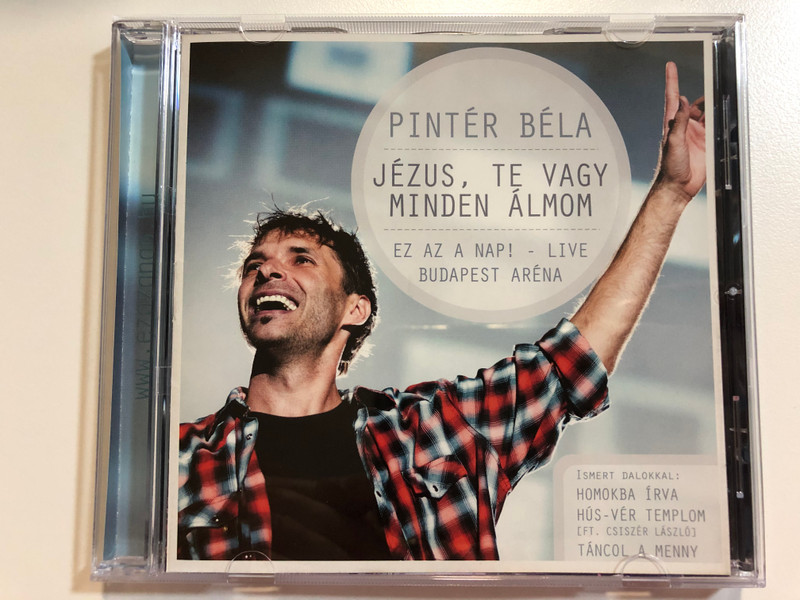 PINTÉR BÉLA
JÉZUS, TE VAGY
MINDEN ÁLMOM
EZ AZ A NAP! - LIVE
BUDAPEST ARÉNA
ISMERT DALOKKAL:
HOMOKBA ÍRVA
HÚS-VÉR TEMPLOM
[FT. CSISZÉR LÁSZLÓ]
TÁNCOL A MENNY